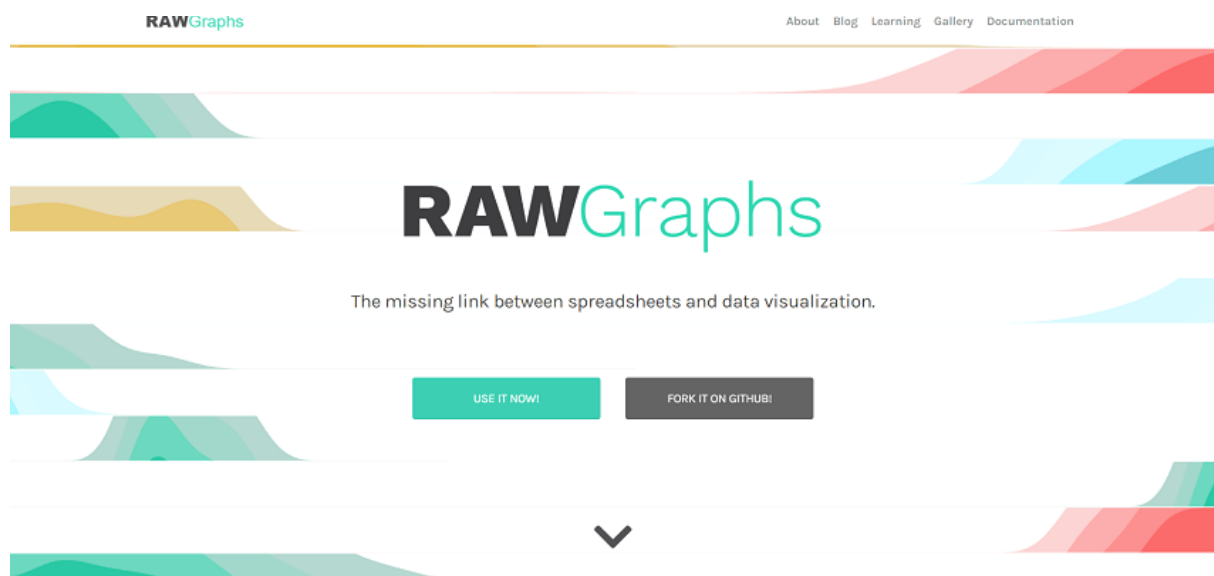 RAWGraphs
About Blog Learning Gallery Documentation
RAWGraphs
The missing link between spreadsheets and data visualization.
USE IT NOW!
FORK IT ON GITHUB!